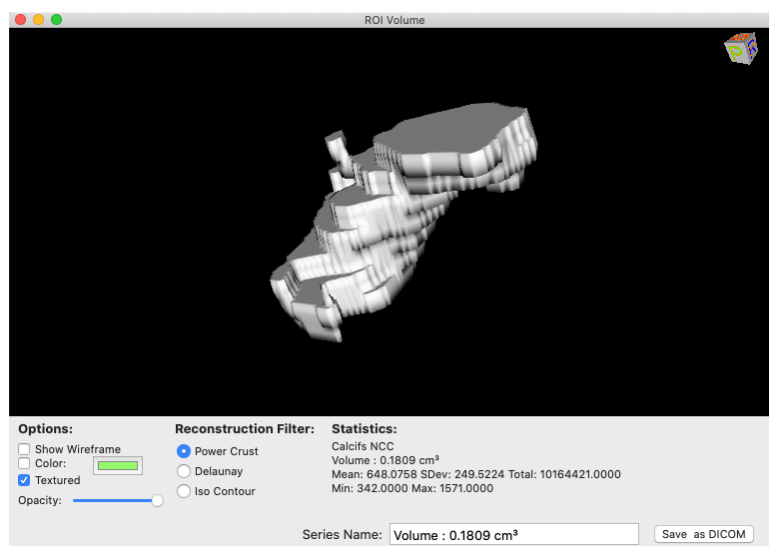 ROI Volume
Options:
Show Wireframe
Color:
Textured
Opacity:
Reconstruction Filter:
Power Crust
Delaunay
Iso Contour
Statistics:
Calcifs NCC
Volume : 0.1809 cm³
Mean: 648.0758 SDev: 249.5224 Total: 10164421.0000
Min: 342.0000 Max: 1571.0000
Series Name: Volume : 0.1809 cm³ Save as DICOM